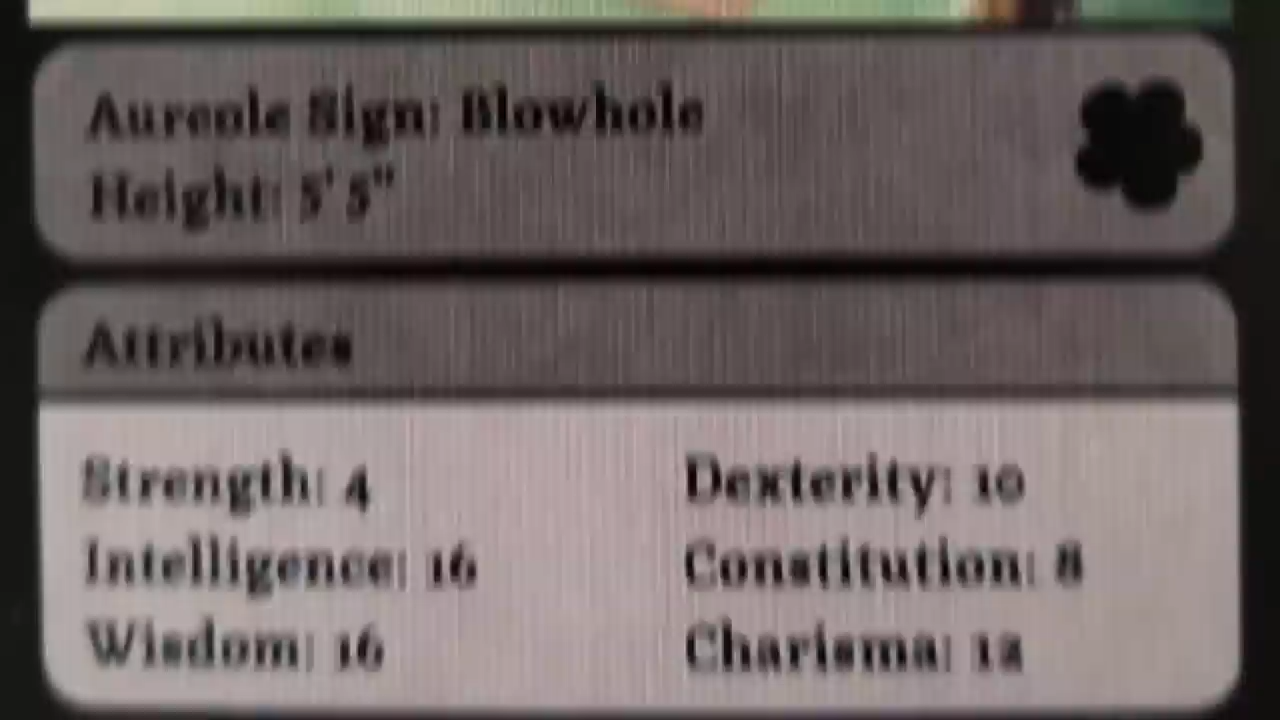 Aureole Sign: Blowhole
Height: 5' 5"
Attributes
Strength: 4
Dexterity: 10
Intelligence: 16
Constitution: 8
Wisdom: 16
Charisma: 12